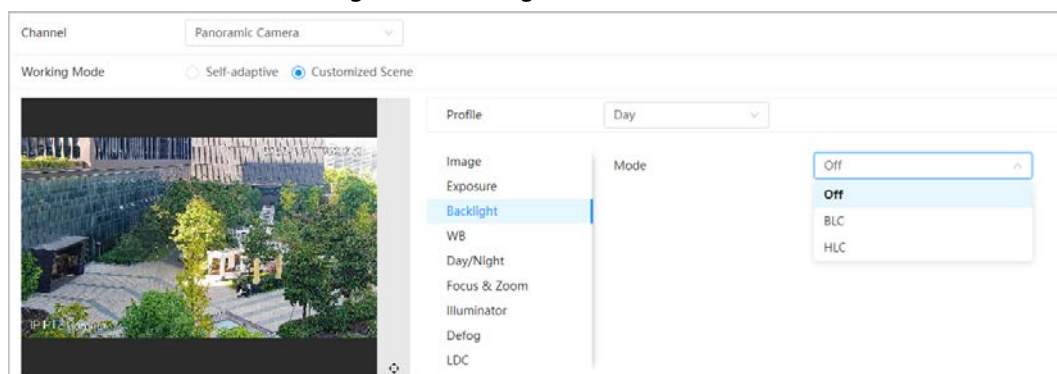 Channel Panoramic Camera
Working Mode Self-adaptive Customized Scene
Profile Day
Image Mode Off
Exposure Off
Backlight BLC
WB HLC
Day/Night
Focus & Zoom
Illuminator
Defog
LDC